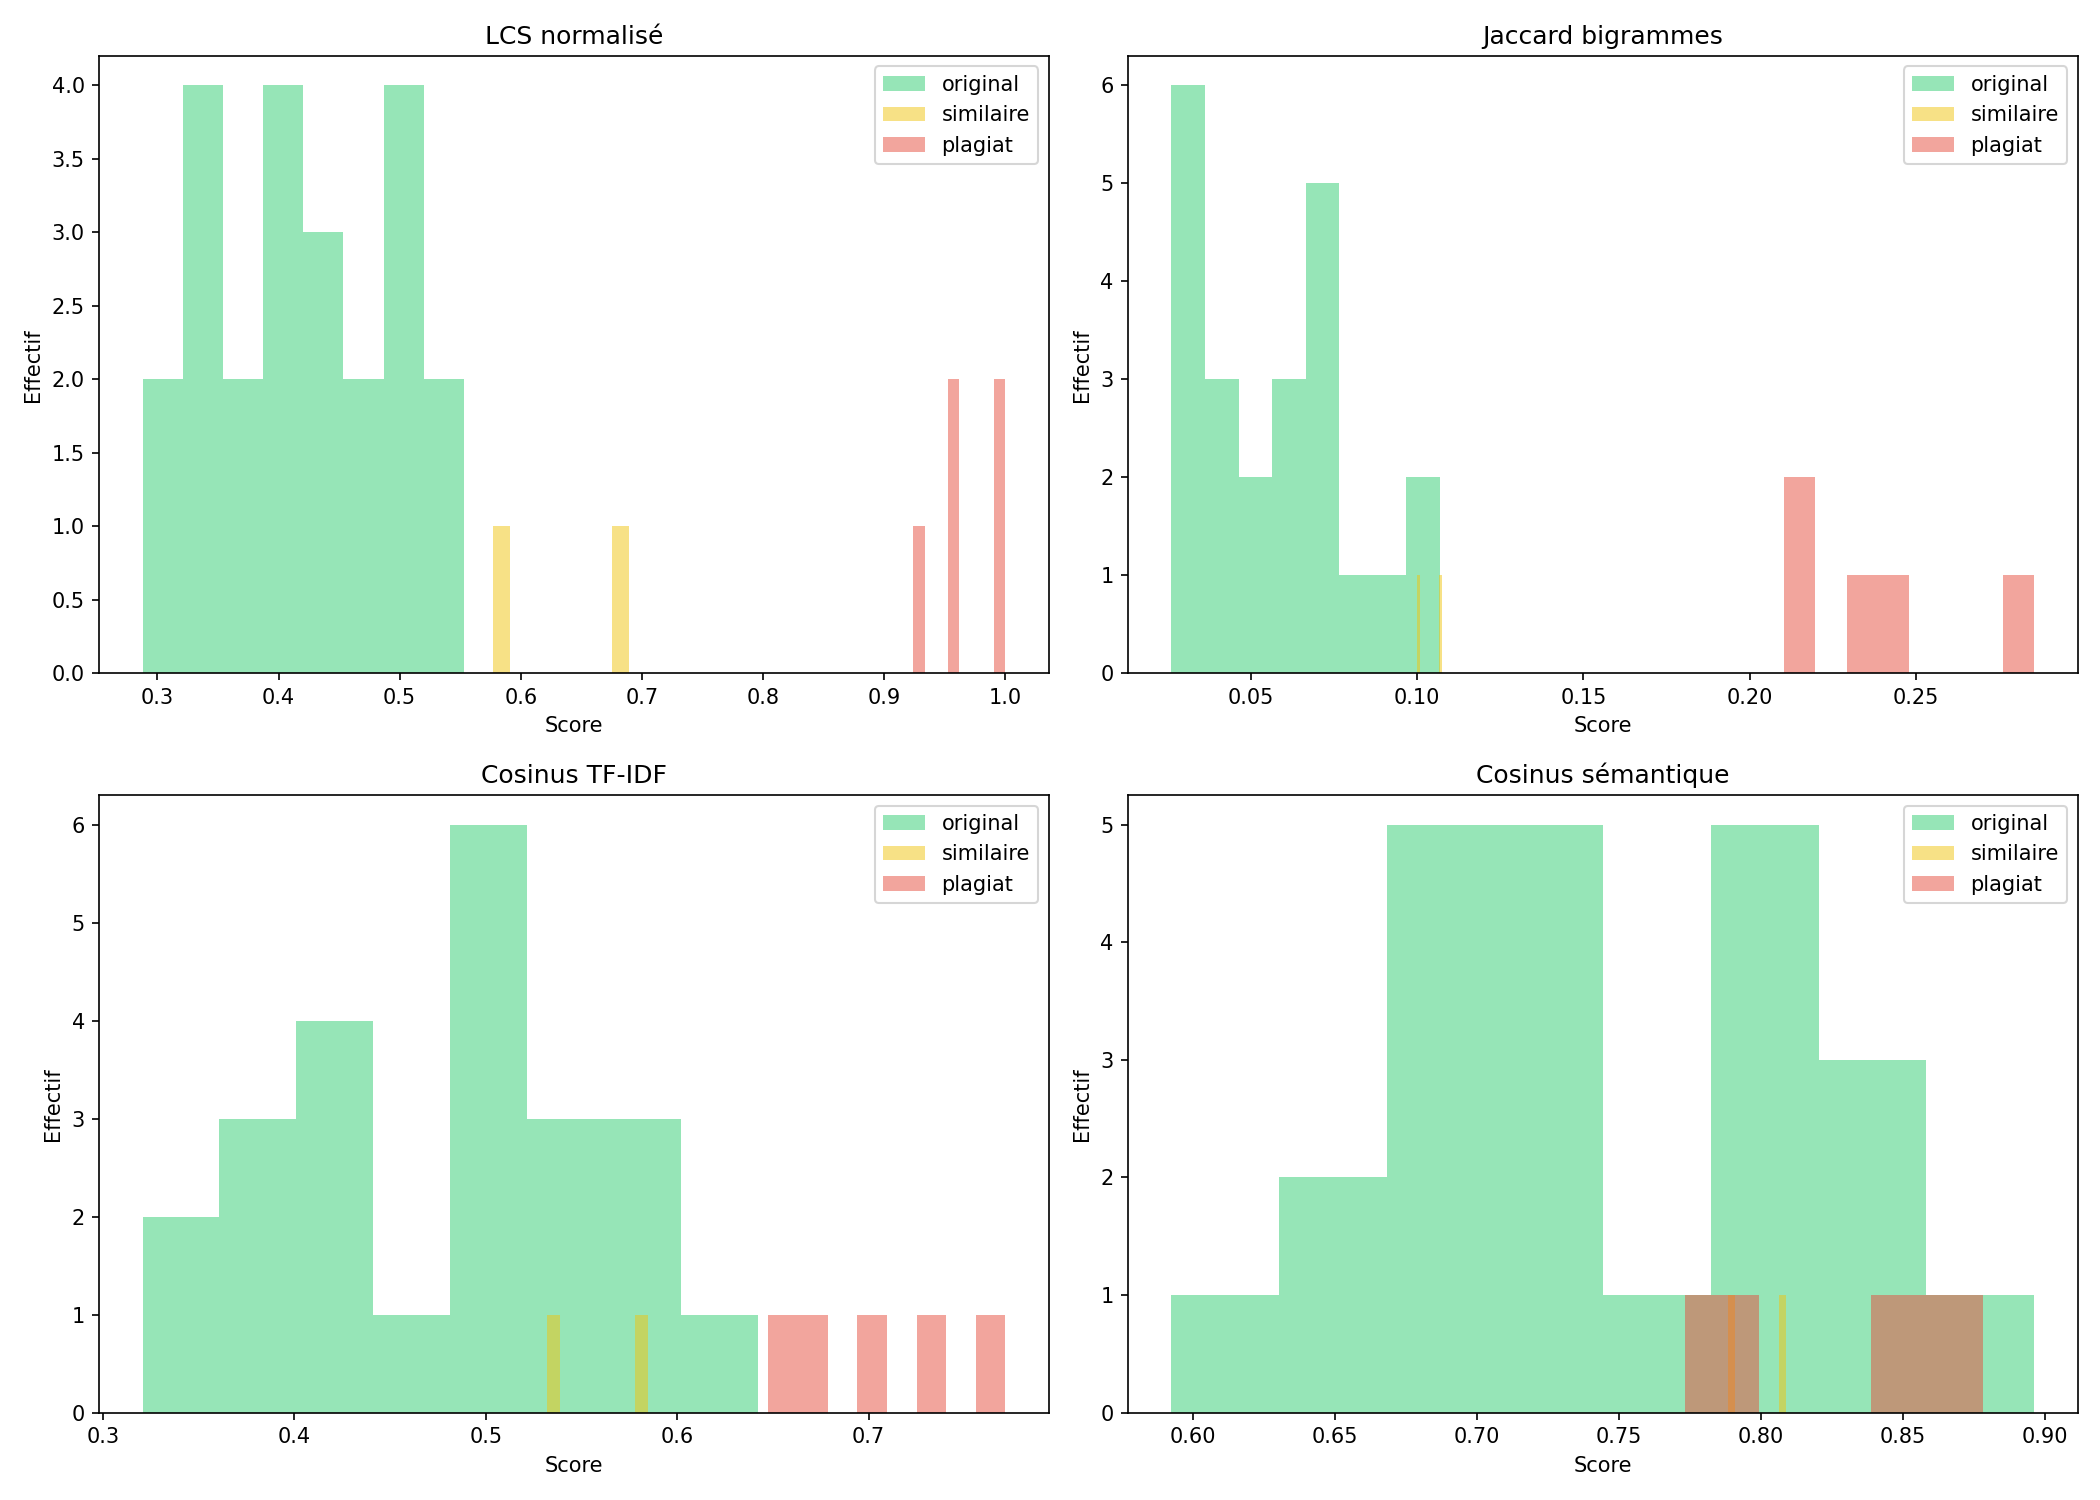 LCS normalisé
original
similaire
plagiat
4.0
3.5
3.0
2.5
2.0
1.5
1.0
0.5
0.0
Effectif
0.3 0.4 0.5 0.6 0.7 0.8 0.9 1.0
Score
Jaccard bigrammes
original
similaire
plagiat
6
5
4
3
2
1
0
Effectif
0.05 0.10 0.15 0.20 0.25
Score
Cosinus TF-IDF
original
similaire
plagiat
6
5
4
3
2
1
0
Effectif
0.3 0.4 0.5 0.6 0.7
Score
Cosinus sémantique
original
similaire
plagiat
5
4
3
2
1
0
Effectif
0.60 0.65 0.70 0.75 0.80 0.85 0.90
Score